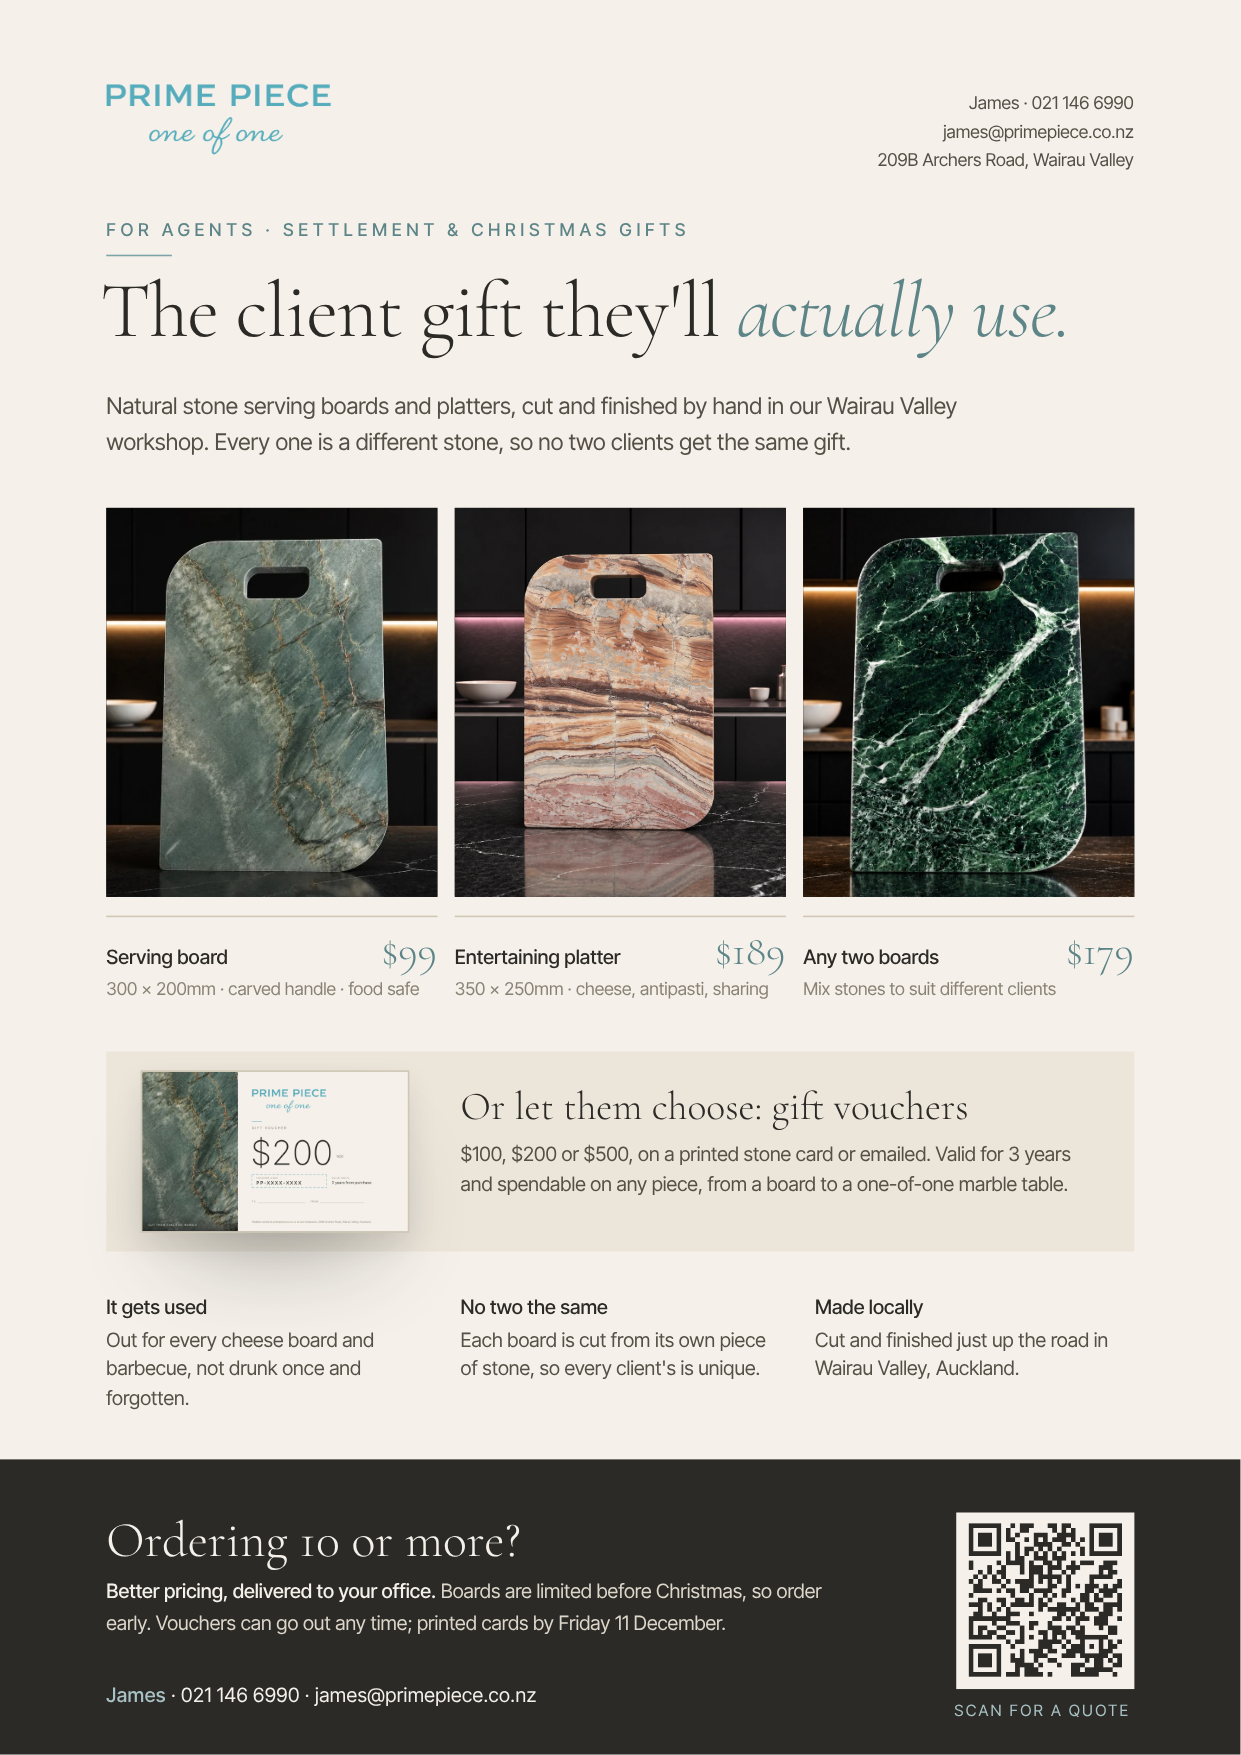 PRIME PIECE
one of one
James · 021 146 6990
james@primepiece.co.nz
209B Archers Road, Wairau Valley
FOR AGENTS · SETTLEMENT & CHRISTMAS GIFTS
The client gift they'll actually use.
Natural stone serving boards and platters, cut and finished by hand in our Wairau Valley
workshop. Every one is a different stone, so no two clients get the same gift.
Serving board $99
300 × 200mm · carved handle · food safe
Entertaining platter $189
350 × 250mm · cheese, antipasti, sharing
Any two boards $179
Mix stones to suit different clients
PRIME PIECE
one of one
GIFT VOUCHER
$200
PP-XXXX-XXXX
3 years from purchase
Or let them choose: gift vouchers
$100, $200 or $500, on a printed stone card or emailed. Valid for 3 years
and spendable on any piece, from a board to a one-of-one marble table.
It gets used
Out for every cheese board and
barbecue, not drunk once and
forgotten.
No two the same
Each board is cut from its own piece
of stone, so every client's is unique.
Made locally
Cut and finished just up the road in
Wairau Valley, Auckland.
Ordering 10 or more?
Better pricing, delivered to your office. Boards are limited before Christmas, so order
early. Vouchers can go out any time; printed cards by Friday 11 December.
James · 021 146 6990 · james@primepiece.co.nz
SCAN FOR A QUOTE